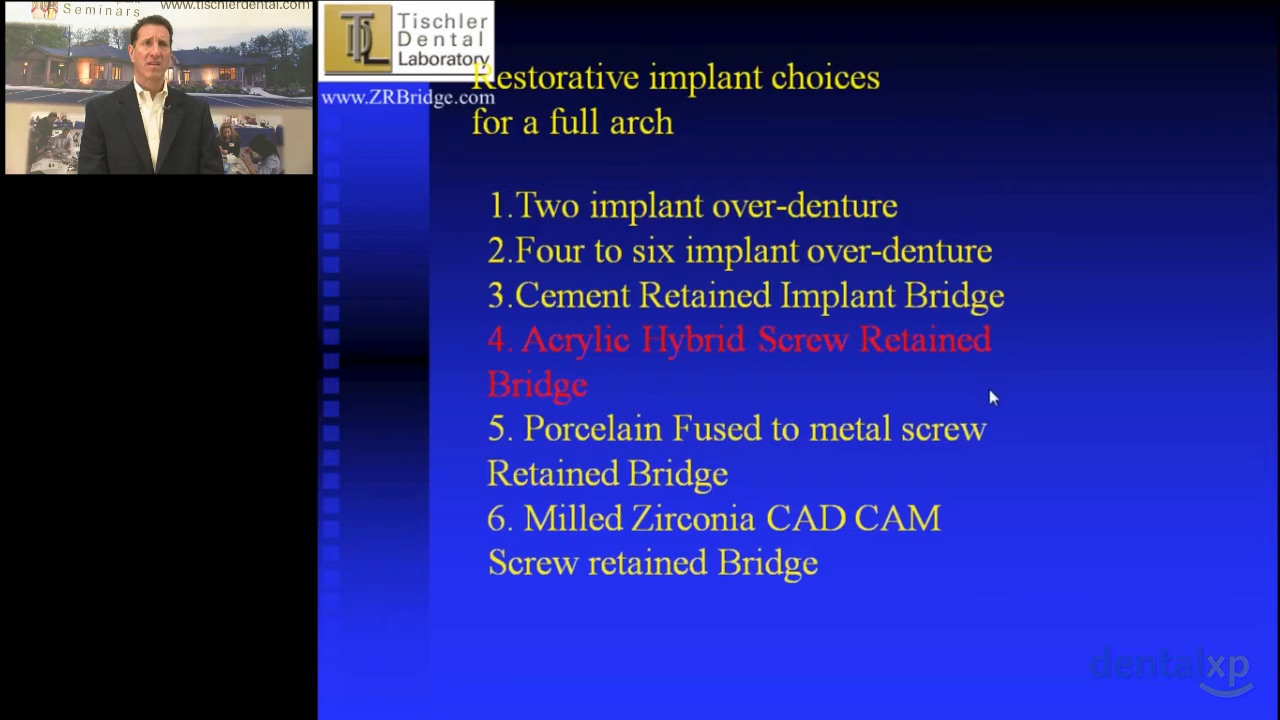 Seminars
www.tischlerdental.com
Tischler
Dental
Laboratory
www.ZRBridge.com
Restorative implant choices
for a full arch
1.Two implant over-denture
2.Four to six implant over-denture
3.Cement Retained Implant Bridge
4. Acrylic Hybrid Screw Retained
Bridge
5. Porcelain Fused to metal screw
Retained Bridge
6. Milled Zirconia CAD CAM
Screw retained Bridge
dentalxp